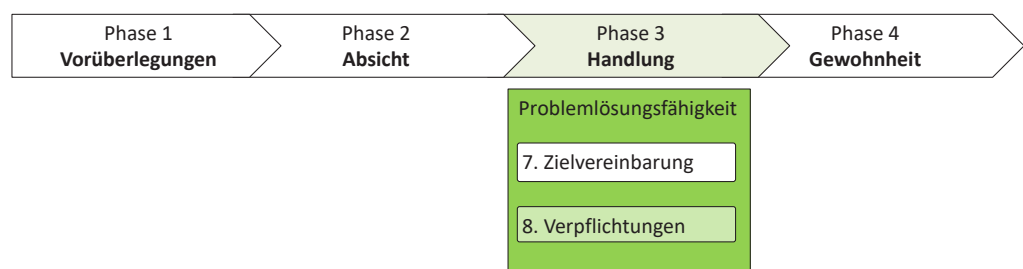 Phase 1
Vorüberlegungen
Phase 2
Absicht
Phase 3
Handlung
Phase 4
Gewohnheit
Problemlösungsfähigkeit
7. Zielvereinbarung
8. Verpflichtungen